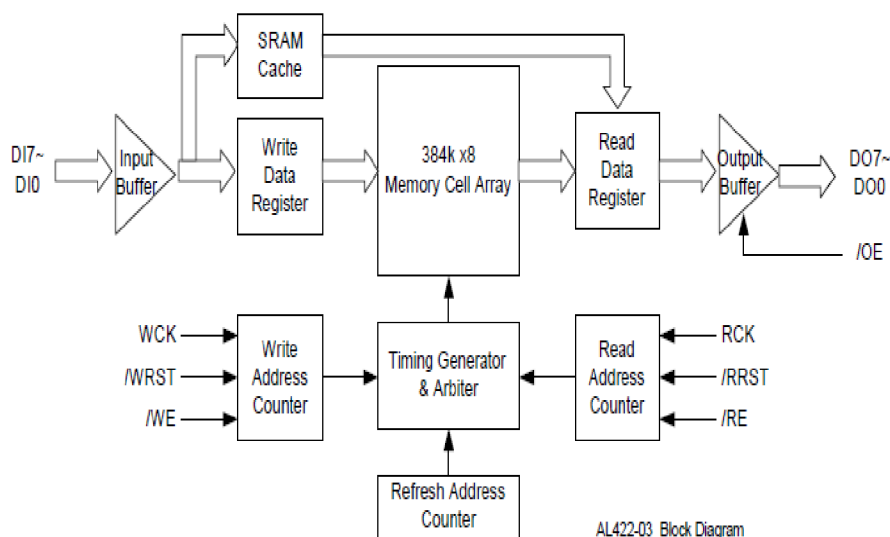 SRAM
Cache
DI7~
DI0
Input
Buffer
Write
Data
Register
384k x8
Memory Cell Array
Read
Data
Register
Output
Buffer
DO7~
DO0
/OE
WCK
/WRST
/WE
Write
Address
Counter
Timing Generator
& Arbiter
Read
Address
Counter
RCK
/RRST
/RE
Refresh Address
Counter
AL422-03 Block Diagram